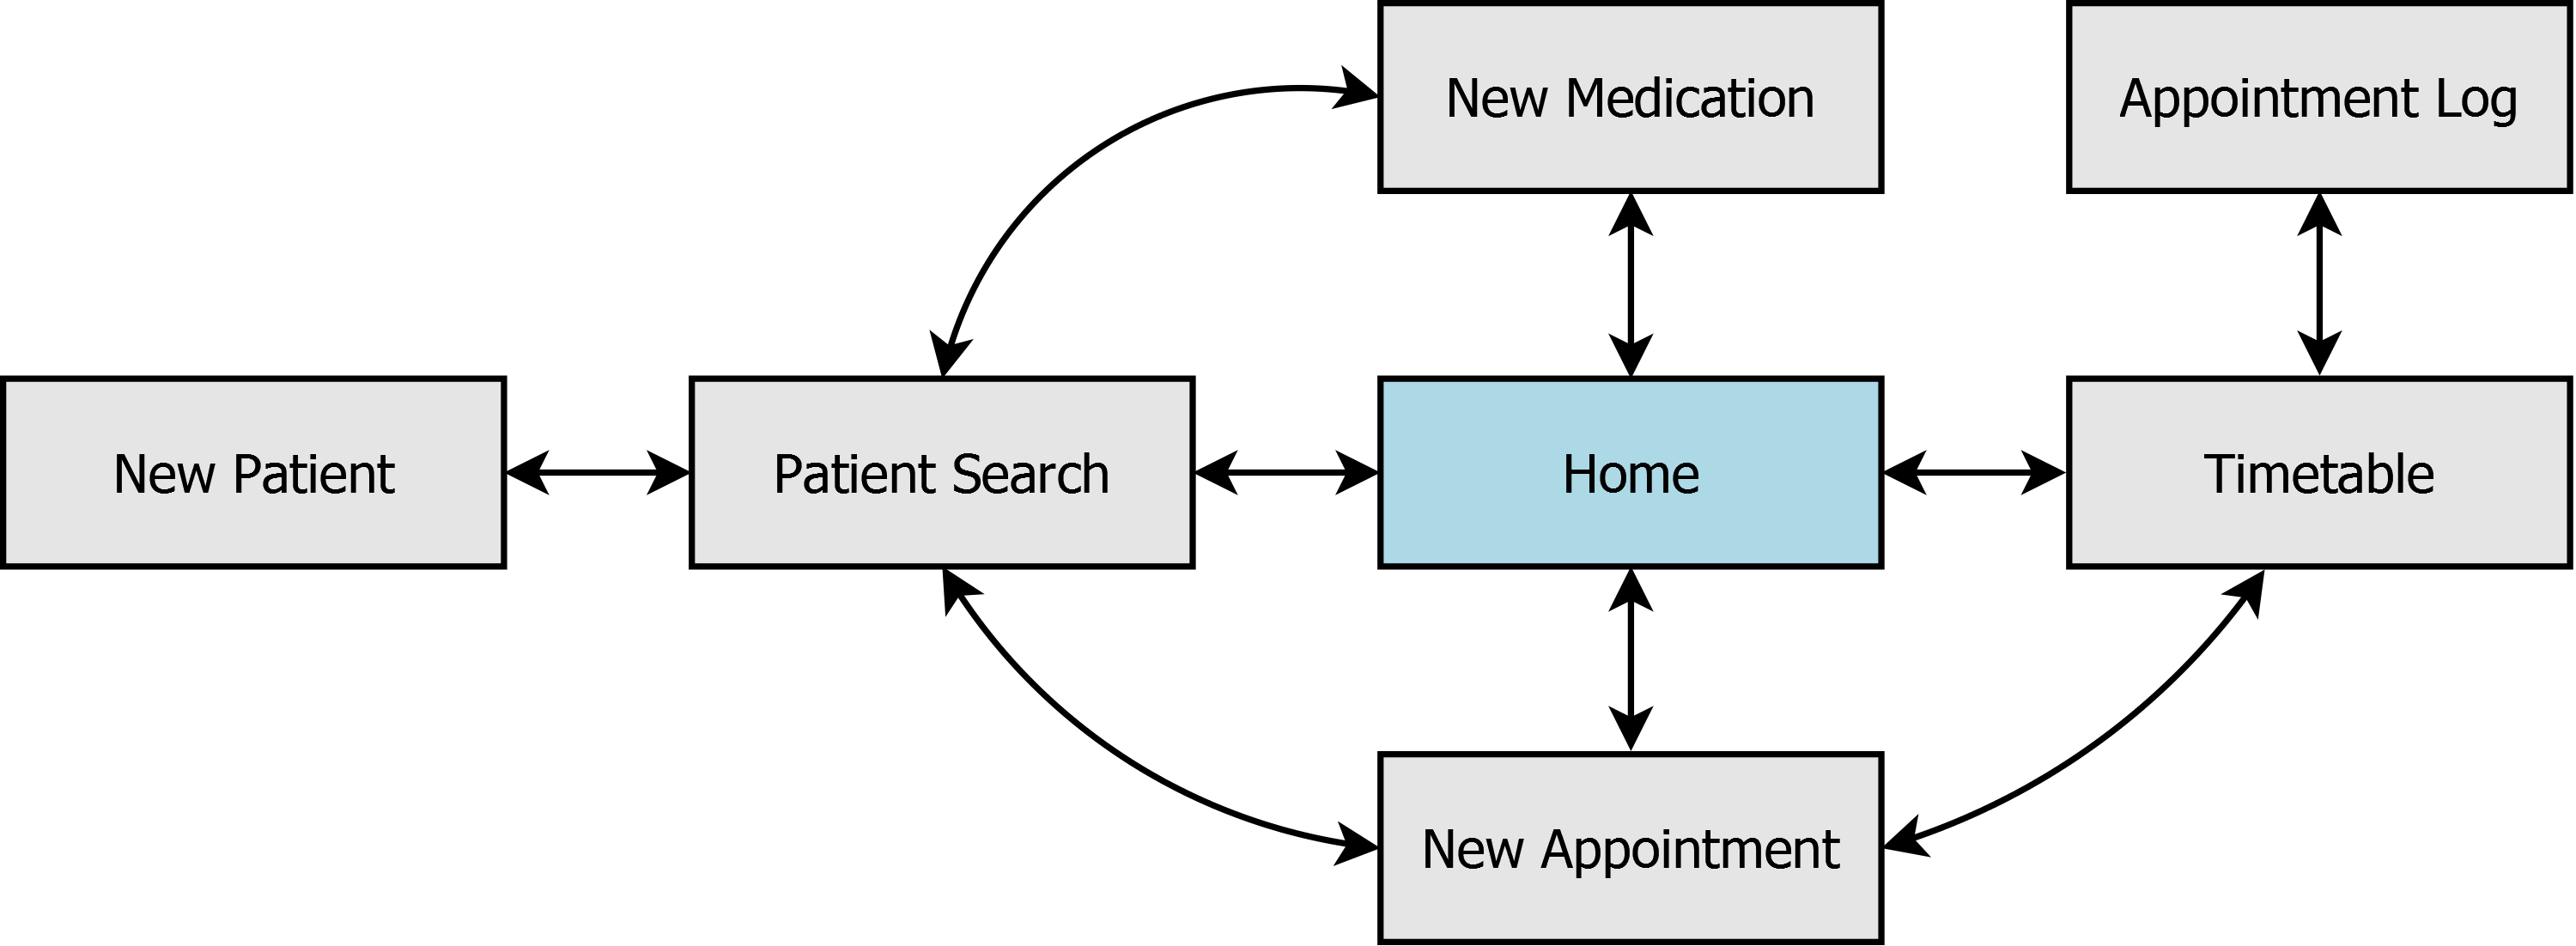 New Medication
Appointment Log
New Patient
Patient Search
Home
Timetable
New Appointment